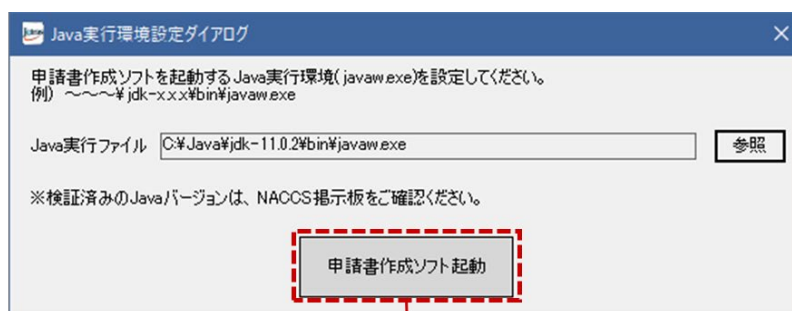 Java実行環境設定ダイアログ
申請書作成ソフトを起動するJava実行環境(javaw.exe)を設定してください。
例) ～～～¥jdk-x.x.x¥bin¥javaw.exe
Java実行ファイル C:¥Java¥jdk-11.0.2¥bin¥javaw.exe 参照
※検証済みのJavaバージョンは、NACCS掲示板をご確認ください。
申請書作成ソフト起動